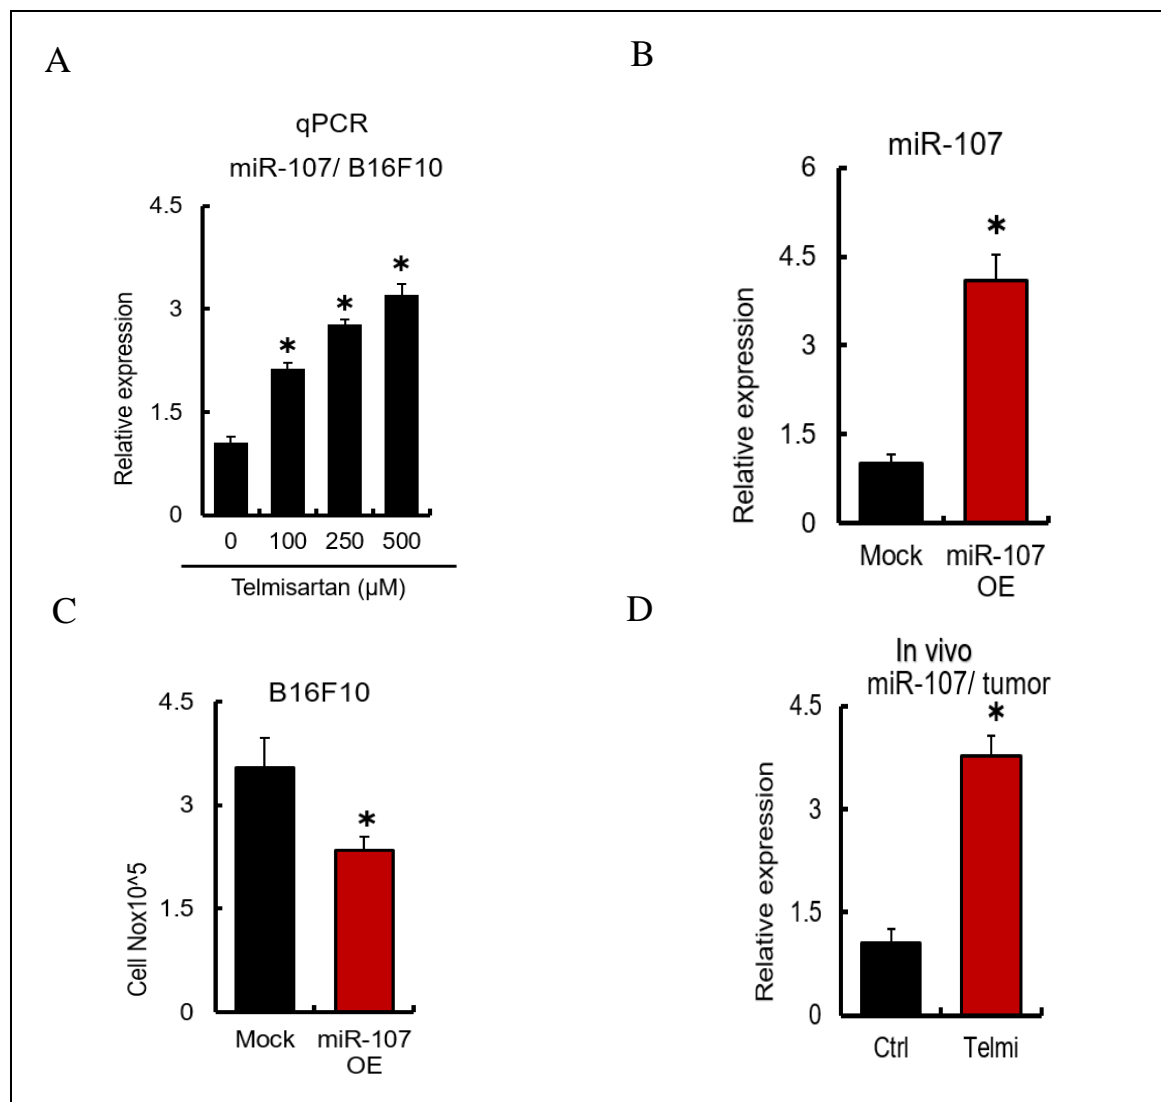 A
qPCR
miR-107/ B16F10
4.5
3
1.5
0
Relative expression
*
*
*
0 100 250 500
Telmisartan (µM)
B
miR-107
6
4.5
3
1.5
0
Relative expression
*
Mock miR-107
OE
C
B16F10
4.5
3
1.5
0
Cell Nox10^5
*
Mock miR-107
OE
D
In vivo
miR-107/ tumor
4.5
3
1.5
0
Relative expression
*
Ctrl Telmi